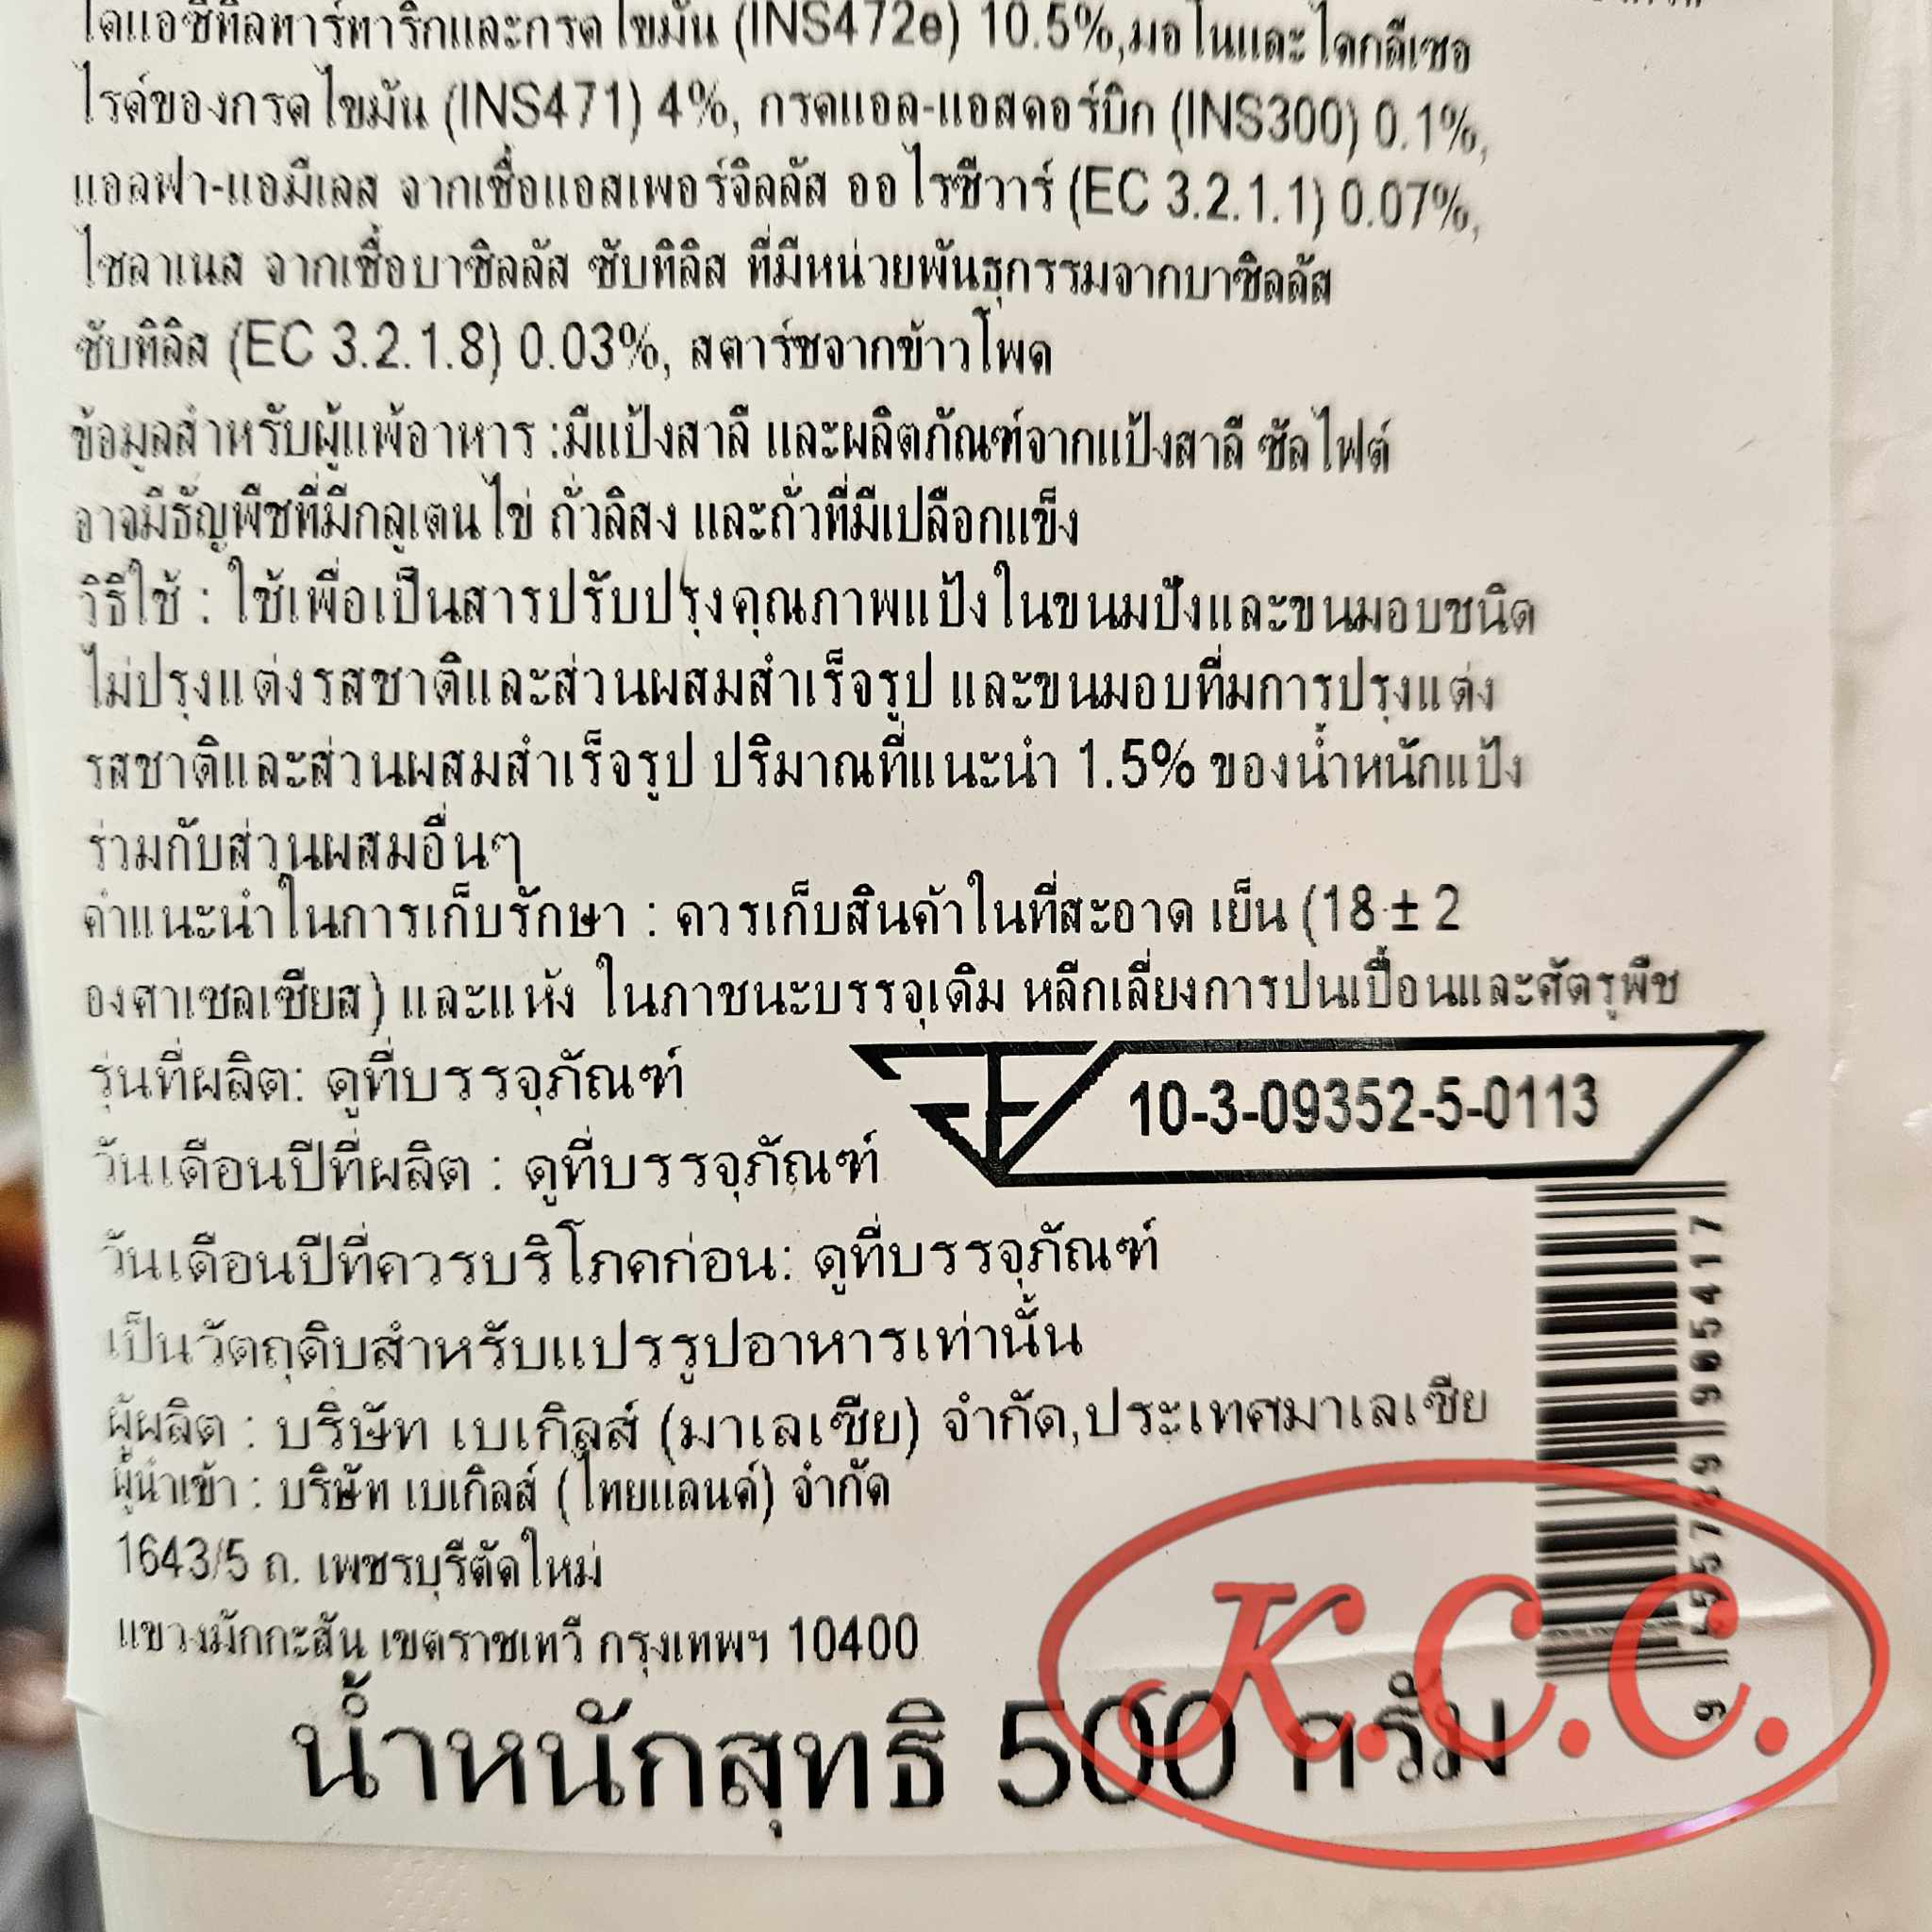 ไดแอซิทิลทาร์ทาริกและกรดไขมัน (INS472e) 10.5%,มอโนและไดกลีเซอ
ไรด์ของกรดไขมัน (INS471) 4%, กรดแอล-แอสคอร์บิก (INS300) 0.1%,
แอลฟา-แอมีเลส จากเชื้อแอสเพอร์จิลลัส ออไรซีวาร์ (EC 3.2.1.1) 0.07%,
ไซลาเนส จากเชื้อบาซิลลัส ซับทิลิส ที่มีหน่วยพันธุกรรมจากบาซิลลัส
ซับทิลิส (EC 3.2.1.8) 0.03%, สตาร์ชจากข้าวโพด
ข้อมูลสำหรับผู้แพ้อาหาร :มีแป้งสาลี และผลิตภัณฑ์จากแป้งสาลี ซัลไฟต์
อาจมีธัญพืชที่มีกลูเตน ไข่ ถั่วลิสง และถั่วที่มีเปลือกแข็ง
วิธีใช้ : ใช้เพื่อเป็นสารปรับปรุงคุณภาพแป้งในขนมปังและขนมอบชนิด
ไม่ปรุงแต่งรสชาติและส่วนผสมสำเร็จรูป และขนมอบที่มการปรุงแต่ง
รสชาติและส่วนผสมสำเร็จรูป ปริมาณที่แนะนำ 1.5% ของน้ำหนักแป้ง
ร่วมกับส่วนผสมอื่นๆ
คำแนะนำในการเก็บรักษา : ควรเก็บสินค้าในที่สะอาด เย็น (18 ± 2
องศาเซลเซียส) และแห้ง ในภาชนะบรรจุเดิม หลีกเลี่ยงการปนเปื้อนและศัตรูพืช
รุ่นที่ผลิต: ดูที่บรรจุภัณฑ์
10-3-09352-5-0113
วันเดือนปีที่ผลิต : ดูที่บรรจุภัณฑ์
วันเดือนปีที่ควรบริโภคก่อน: ดูที่บรรจุภัณฑ์
เป็นวัตถุดิบสำหรับแปรรูปอาหารเท่านั้น
ผู้ผลิต : บริษัท เบเกิลส์ (มาเลเซีย) จำกัด,ประเทศมาเลเซีย
ผู้นำเข้า : บริษัท เบเกิลส์ (ไทยแลนด์) จำกัด
1643/5 ถ. เพชรบุรีตัดใหม่
แขวงมักกะสัน เขตราชเทวี กรุงเทพฯ 10400
น้ำหนักสุทธิ 500 กรัม
K.C.C.